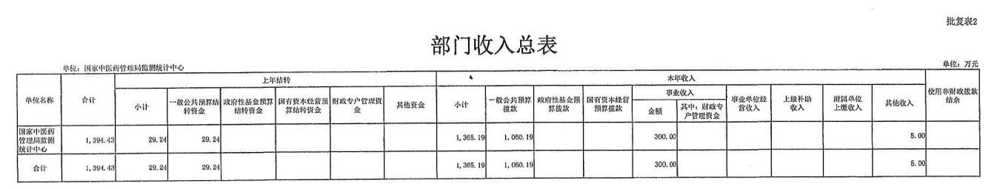 批复表2
部门收入总表
单位：国家中医药管理局监测统计中心
单位：万元
单位名称 合计 上年结转 本年收入 使用非财政拨款结余
小计 一般公共预算结转资金 政府性基金预算结转资金 国有资本经营预算结转资金 财政专户管理资金 其他资金 小计 一般公共预算拨款 政府性基金预算拨款 国有资本经营预算拨款 事业收入 事业单位经营收入 上级补助收入 附属单位上缴收入 其他收入
金额 其中：财政专户管理资金
国家中医药管理局监测统计中心 1,394.43 29.24 29.24 1,365.19 1,060.19 300.00 5.00
合计 1,394.43 29.24 29.24 1,365.19 1,060.19 300.00 5.00